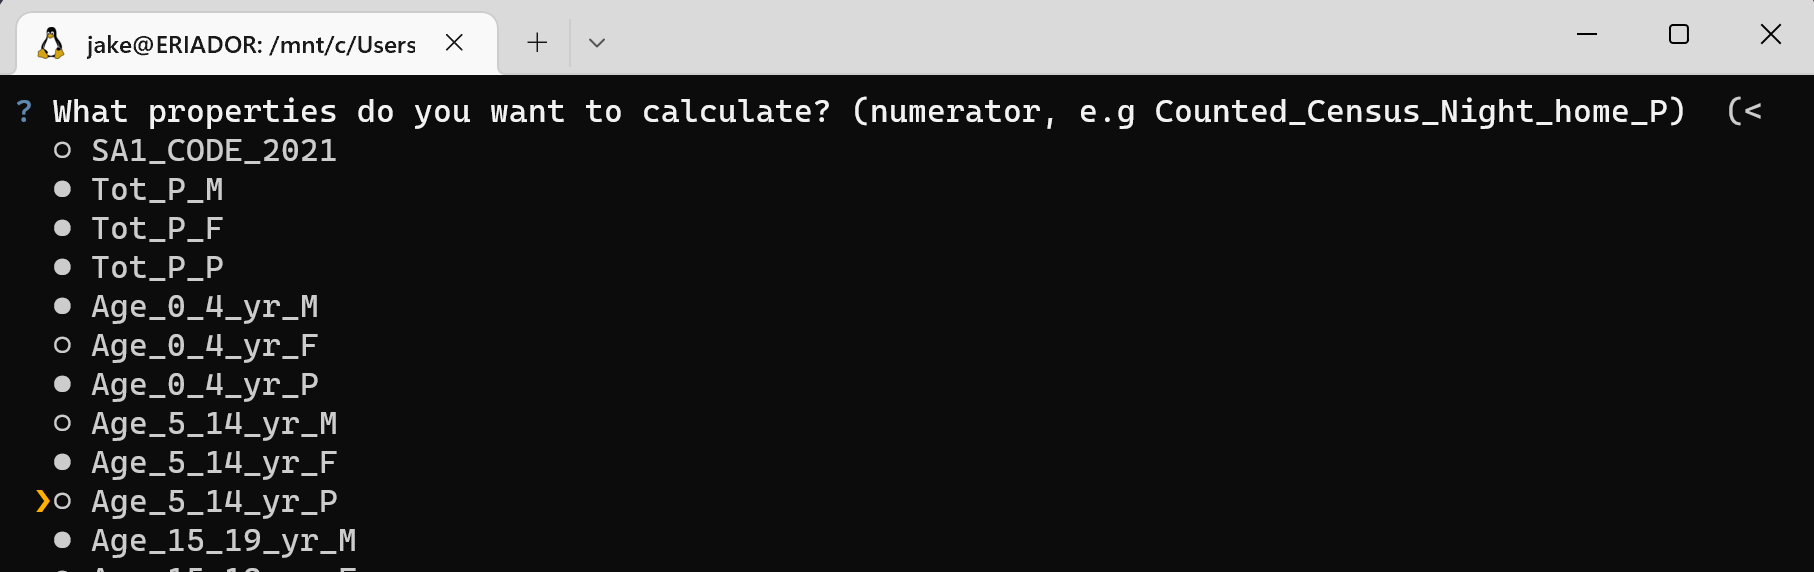 jake@ERIADOR: /mnt/c/Users
? What properties do you want to calculate? (numerator, e.g Counted_Census_Night_home_P)  (<
○ SA1_CODE_2021
● Tot_P_M
● Tot_P_F
● Tot_P_P
● Age_0_4_yr_M
○ Age_0_4_yr_F
● Age_0_4_yr_P
○ Age_5_14_yr_M
● Age_5_14_yr_F
❯○ Age_5_14_yr_P
● Age_15_19_yr_M